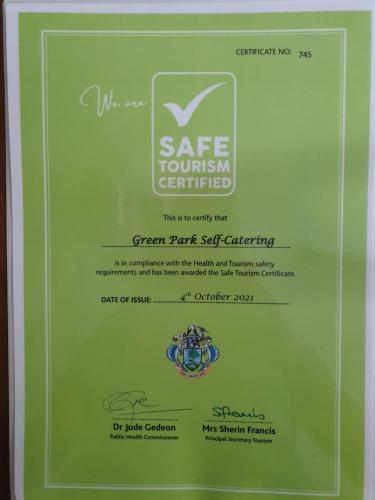 CERTIFICATE NO: 745
We are
SAFE
TOURISM
CERTIFIED
This is to certify that
Green Park Self-Catering
is in compliance with the Health and Tourism safety
requirements and has been awarded the Safe Tourism Certificate.
DATE OF ISSUE: 4th October 2021
Sfrancis
Dr Jude Gedeon Mrs Sherin Francis
Public Health Commissioner Principal Secretary Tourism